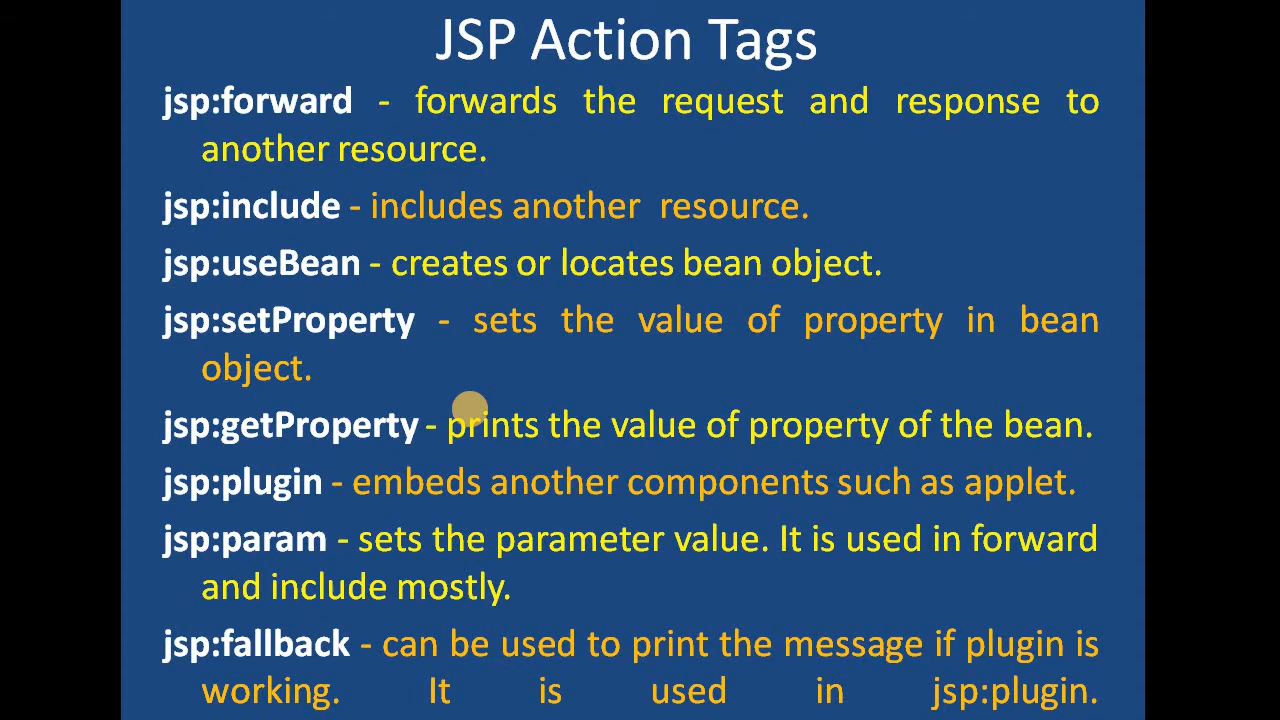 JSP Action Tags
jsp:forward - forwards the request and response to
another resource.
jsp:include - includes another resource.
jsp:useBean - creates or locates bean object.
jsp:setProperty - sets the value of property in bean
object.
jsp:getProperty - prints the value of property of the bean.
jsp:plugin - embeds another components such as applet.
jsp:param - sets the parameter value. It is used in forward
and include mostly.
jsp:fallback - can be used to print the message if plugin is
working. It is used in jsp:plugin.